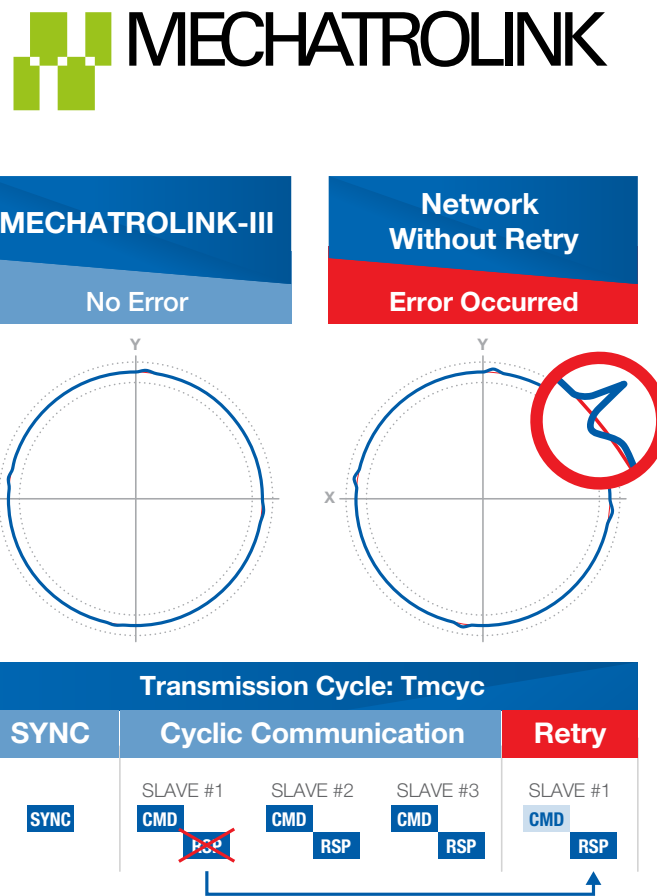 MECHATROLINK
MECHATROLINK-III
No Error
Network
Without Retry
Error Occurred
Y
Y
X
Transmission Cycle: Tmcyc
SYNC
Cyclic Communication
Retry
SLAVE #1
SLAVE #2
SLAVE #3
SLAVE #1
SYNC
CMD
CMD
CMD
CMD
RSP
RSP
RSP
RSP